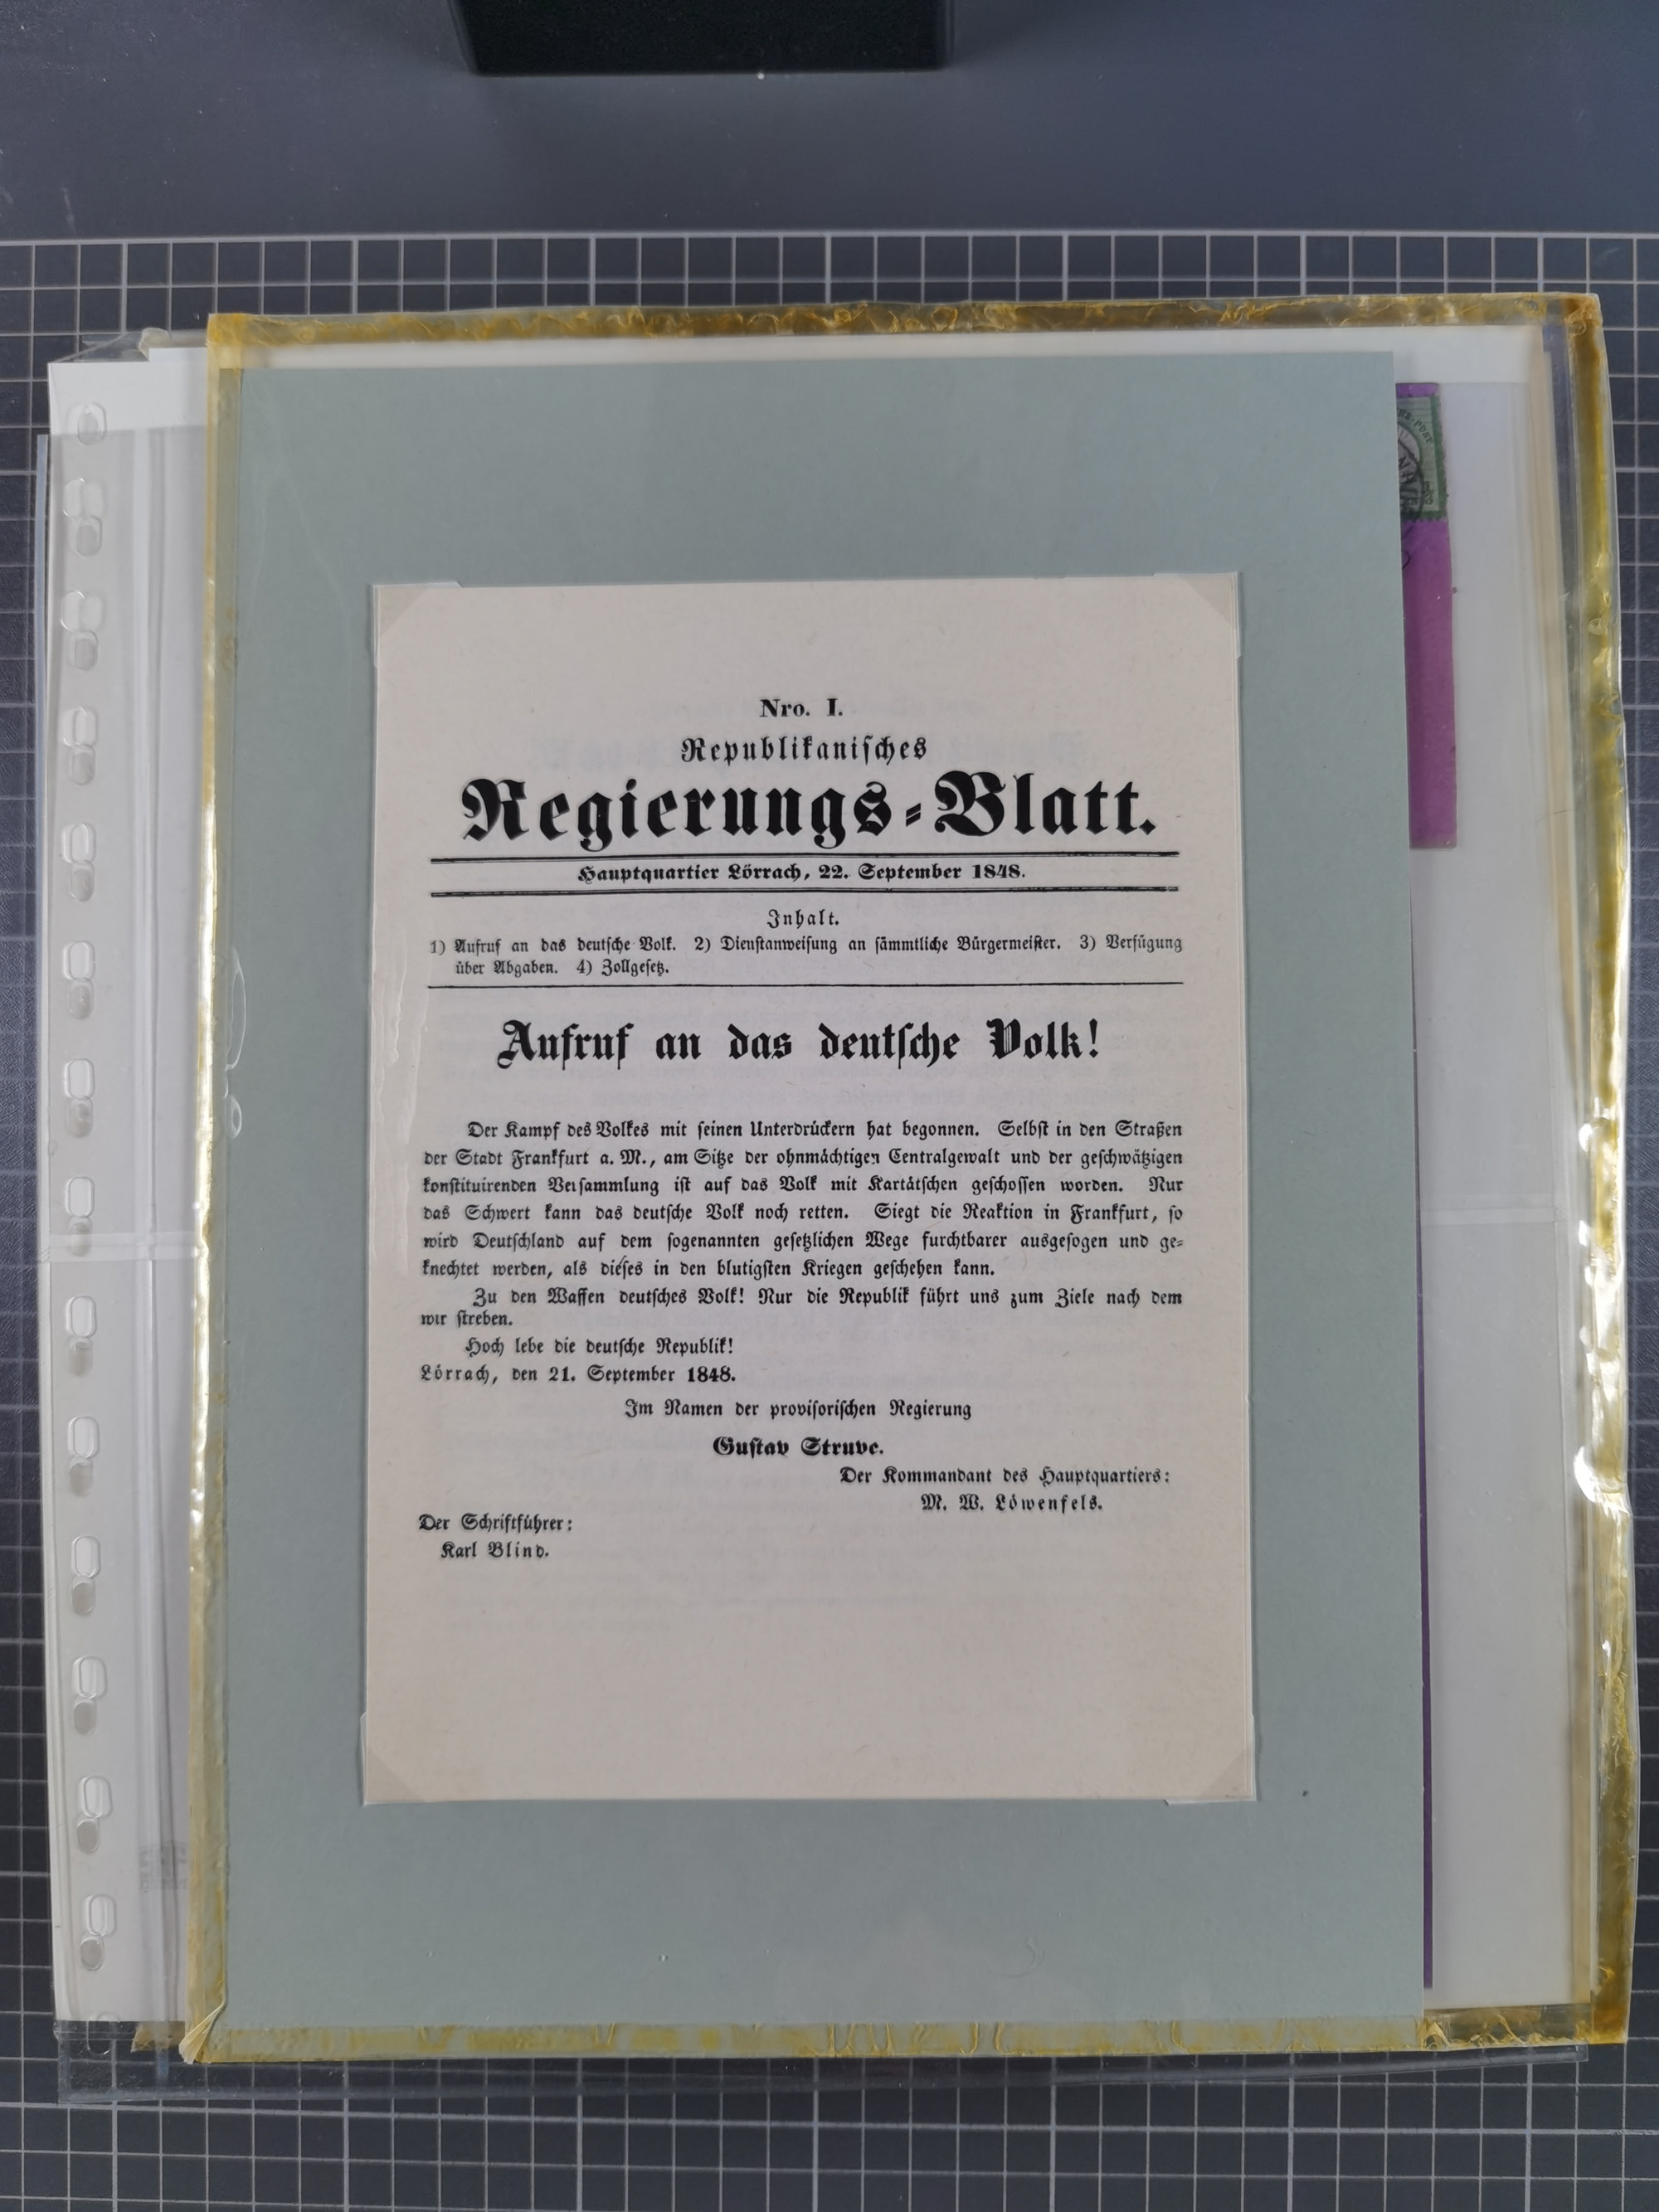 Nro. I.
Republikanisches
Regierungs-Blatt.
Hauptquartier Lörrach, 22. September 1848.
Inhalt.
1) Aufruf an das deutsche Volk. 2) Dienstanweisung an sämmtliche Bürgermeister. 3) Verfügung
über Abgaben. 4) Zollgesetz.
Aufruf an das deutsche Volk!
Der Kampf des Volkes mit seinen Unterdrückern hat begonnen. Selbst in den Straßen
der Stadt Frankfurt a. M., am Sitze der ohnmächtigen Centralgewalt und der geschwätzigen
konstituirenden Versammlung ist auf das Volk mit Kartätschen geschossen worden. Nur
das Schwert kann das deutsche Volk noch retten. Siegt die Reaktion in Frankfurt, so
wird Deutschland auf dem sogenannten gesetzlichen Wege furchtbarer ausgesogen und ge-
knechtet werden, als dieses in den blutigsten Kriegen geschehen kann.
Zu den Waffen deutsches Volk! Nur die Republik führt uns zum Ziele nach dem
wir streben.
Hoch lebe die deutsche Republik!
Lörrach, den 21. September 1848.
Im Namen der provisorischen Regierung
Gustav Struve.
Der Kommandant des Hauptquartiers:
M. W. Löwenfels.
Der Schriftführer:
Karl Blind.